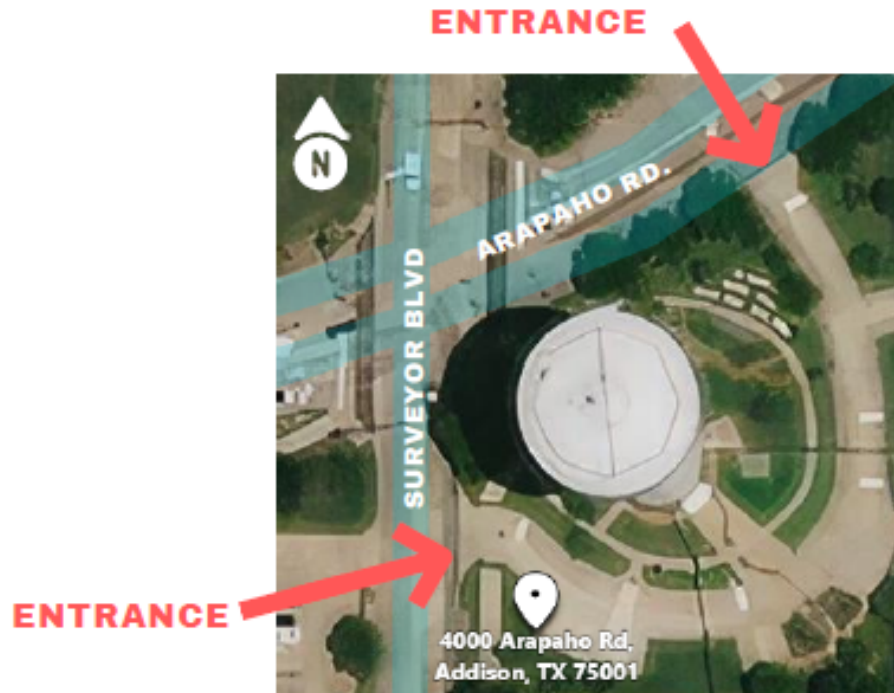 ENTRANCE
N
ARAPAHO RD.
SURVEYOR BLVD
ENTRANCE
4000 Arapaho Rd,
Addison, TX 75001